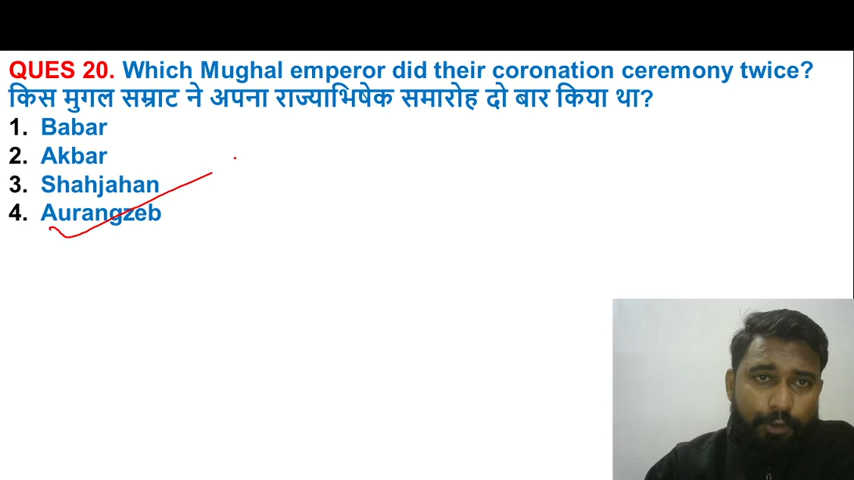 QUES 20. Which Mughal emperor did their coronation ceremony twice?
किस मुगल सम्राट ने अपना राज्याभिषेक समारोह दो बार किया था?
1. Babar
2. Akbar
3. Shahjahan
4. Aurangzeb